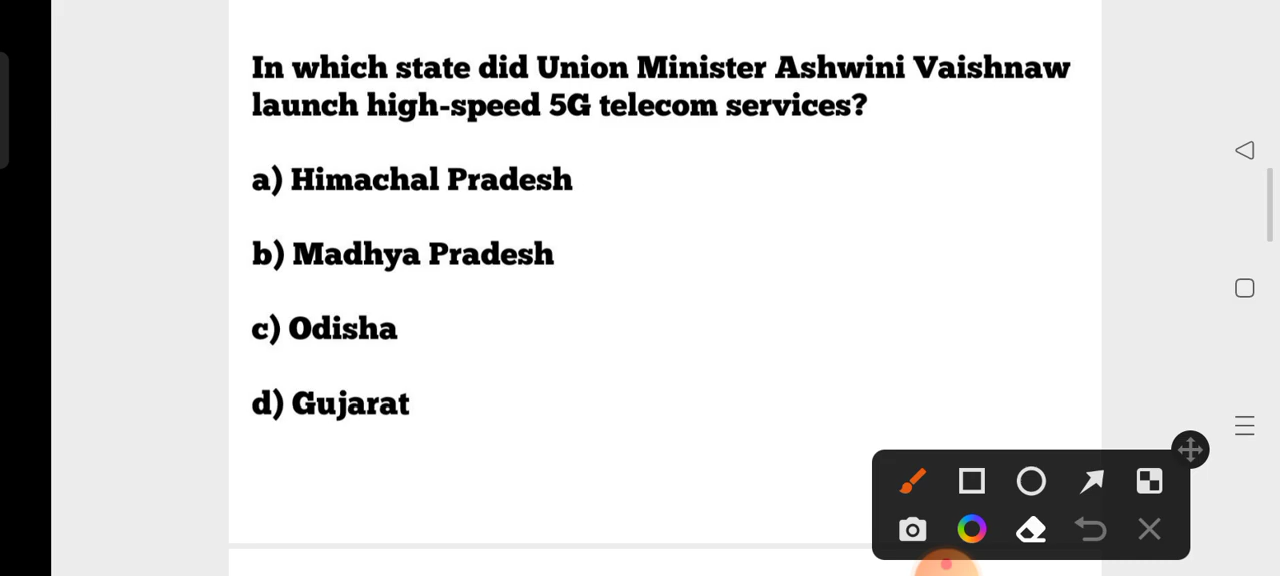 In which state did Union Minister Ashwini Vaishnaw
launch high-speed 5G telecom services?
a) Himachal Pradesh
b) Madhya Pradesh
c) Odisha
d) Gujarat